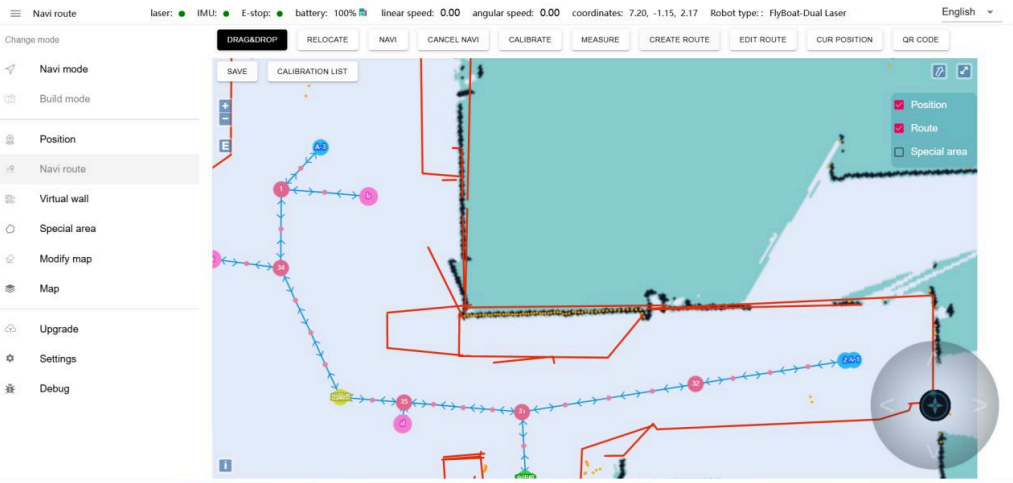 Navi route laser: IMU: E-stop: battery: 100% linear speed: 0.00 angular speed: 0.00 coordinates: 7.20, -1.15, 2.17 Robot type: : FlyBoat-Dual Laser English
Change mode
DRAG&DROP RELOCATE NAVI CANCEL NAVI CALIBRATE MEASURE CREATE ROUTE EDIT ROUTE CUR POSITION QR CODE
Navi mode
Build mode
Position
Navi route
Virtual wall
Special area
Modify map
Map
Upgrade
Settings
Debug
SAVE CALIBRATION LIST
+
−
E
Position
Route
Special area
A-3
1
b
34
32
35
31
d
i